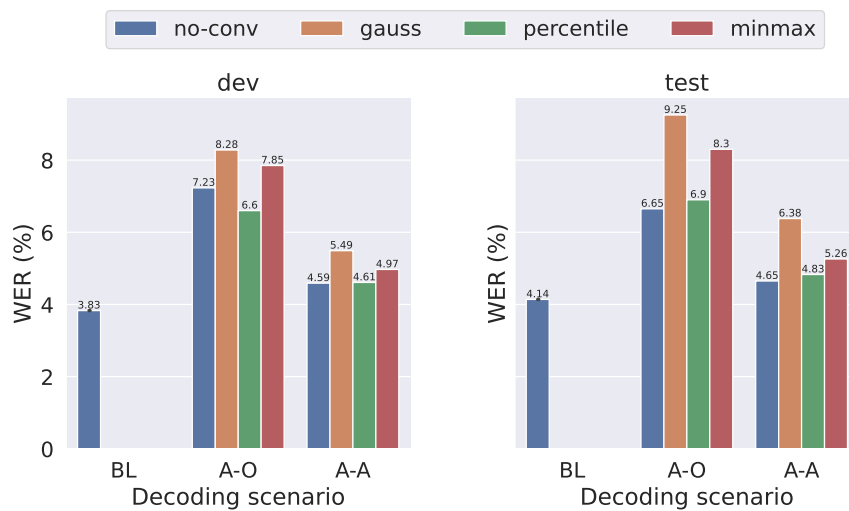 no-conv gauss percentile minmax
dev
8.28
7.85
7.23
6.6
5.49
4.97
4.59 4.61
3.83
8
6
4
2
0
WER (%)
BL A-O A-A
Decoding scenario
test
9.25
8.3
6.65 6.9
6.38
5.26
4.65 4.83
4.14
WER (%)
BL A-O A-A
Decoding scenario